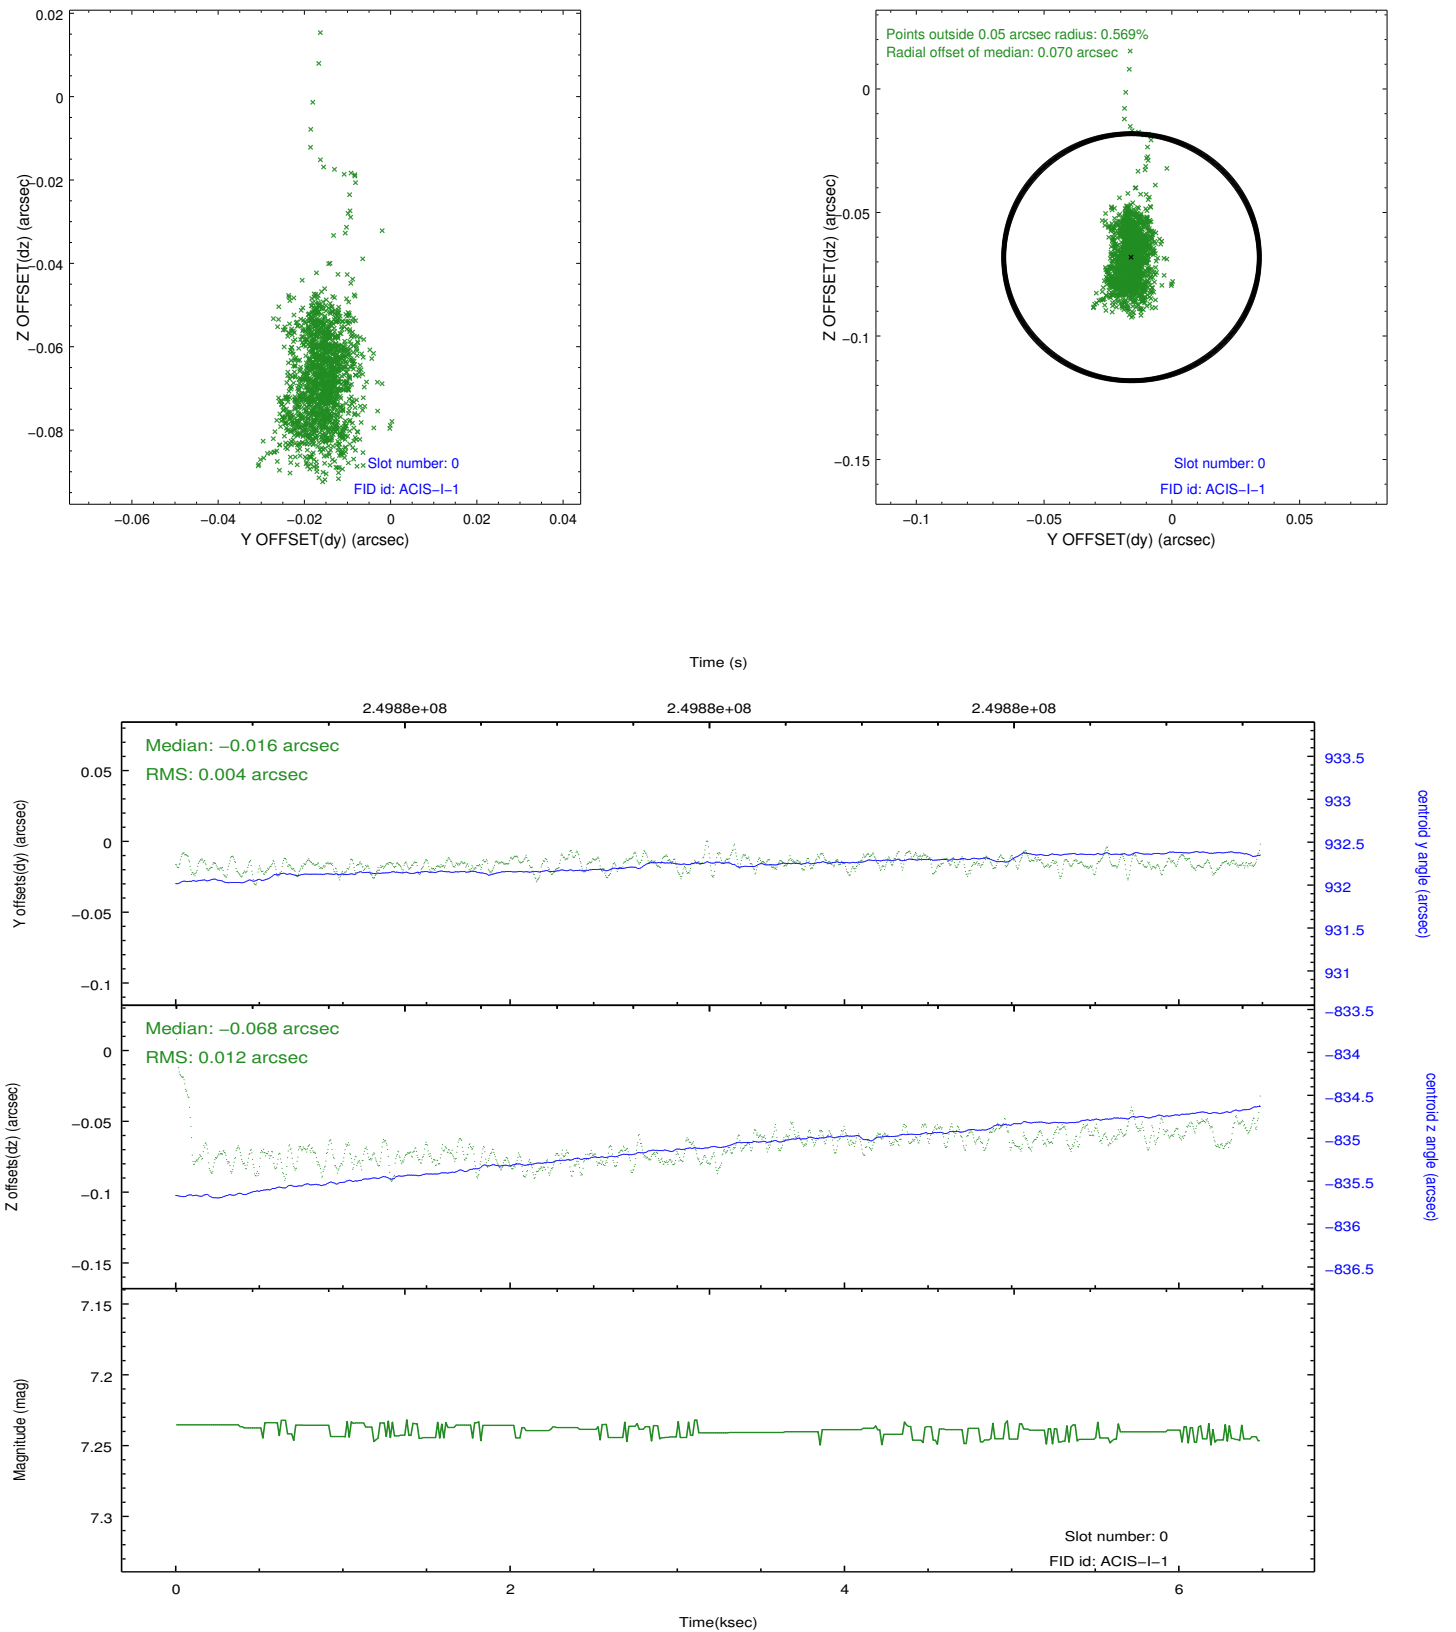 0.02
0
−0.02
−0.04
−0.06
−0.08
Z OFFSET(dz) (arcsec)
Slot number: 0
FID id: ACIS−I−1
−0.06
−0.04
−0.02
0
0.02
0.04
Y OFFSET(dy) (arcsec)
Points outside 0.05 arcsec radius: 0.569%
Radial offset of median: 0.070 arcsec
0
−0.05
−0.1
−0.15
Z OFFSET(dz) (arcsec)
Slot number: 0
FID id: ACIS−I−1
−0.1
−0.05
0
0.05
Y OFFSET(dy) (arcsec)
Time (s)
2.4988e+08
2.4988e+08
2.4988e+08
Median: −0.016 arcsec
RMS: 0.004 arcsec
0.05
0
−0.05
−0.1
Y offsets(dy) (arcsec)
933.5
933
932.5
932
931.5
931
centroid y angle (arcsec)
Median: −0.068 arcsec
RMS: 0.012 arcsec
0
−0.05
−0.1
−0.15
Z offsets(dz) (arcsec)
−833.5
−834
−834.5
−835
−835.5
−836
−836.5
centroid z angle (arcsec)
7.15
7.2
7.25
7.3
Magnitude (mag)
Slot number: 0
FID id: ACIS−I−1
0
2
4
6
Time(ksec)